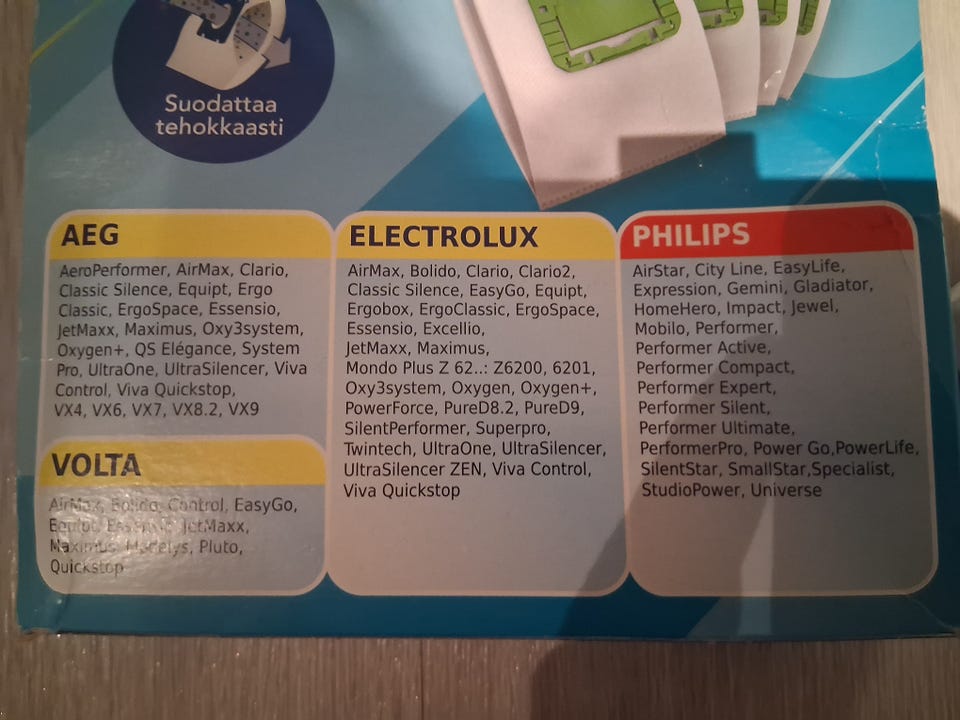 Suodattaa
tehokkaasti
AEG
AeroPerformer, AirMax, Clario,
Classic Silence, Equipt, Ergo
Classic, ErgoSpace, Essensio,
JetMaxx, Maximus, Oxy3system,
Oxygen+, QS Elégance, System
Pro, UltraOne, UltraSilencer, Viva
Control, Viva Quickstop,
VX4, VX6, VX7, VX8.2, VX9
VOLTA
AirMax, Bolido, Control, EasyGo,
Equipt, Essensio, JetMaxx,
Maximus, Modelys, Pluto,
Quickstop
ELECTROLUX
AirMax, Bolido, Clario, Clario2,
Classic Silence, EasyGo, Equipt,
Ergobox, ErgoClassic, ErgoSpace,
Essensio, Excellio,
JetMaxx, Maximus,
Mondo Plus Z 62..: Z6200, 6201,
Oxy3system, Oxygen, Oxygen+,
PowerForce, PureD8.2, PureD9,
SilentPerformer, Superpro,
Twintech, UltraOne, UltraSilencer,
UltraSilencer ZEN, Viva Control,
Viva Quickstop
PHILIPS
AirStar, City Line, EasyLife,
Expression, Gemini, Gladiator,
HomeHero, Impact, Jewel,
Mobilo, Performer,
Performer Active,
Performer Compact,
Performer Expert,
Performer Silent,
Performer Ultimate,
PerformerPro, Power Go,PowerLife,
SilentStar, SmallStar,Specialist,
StudioPower, Universe